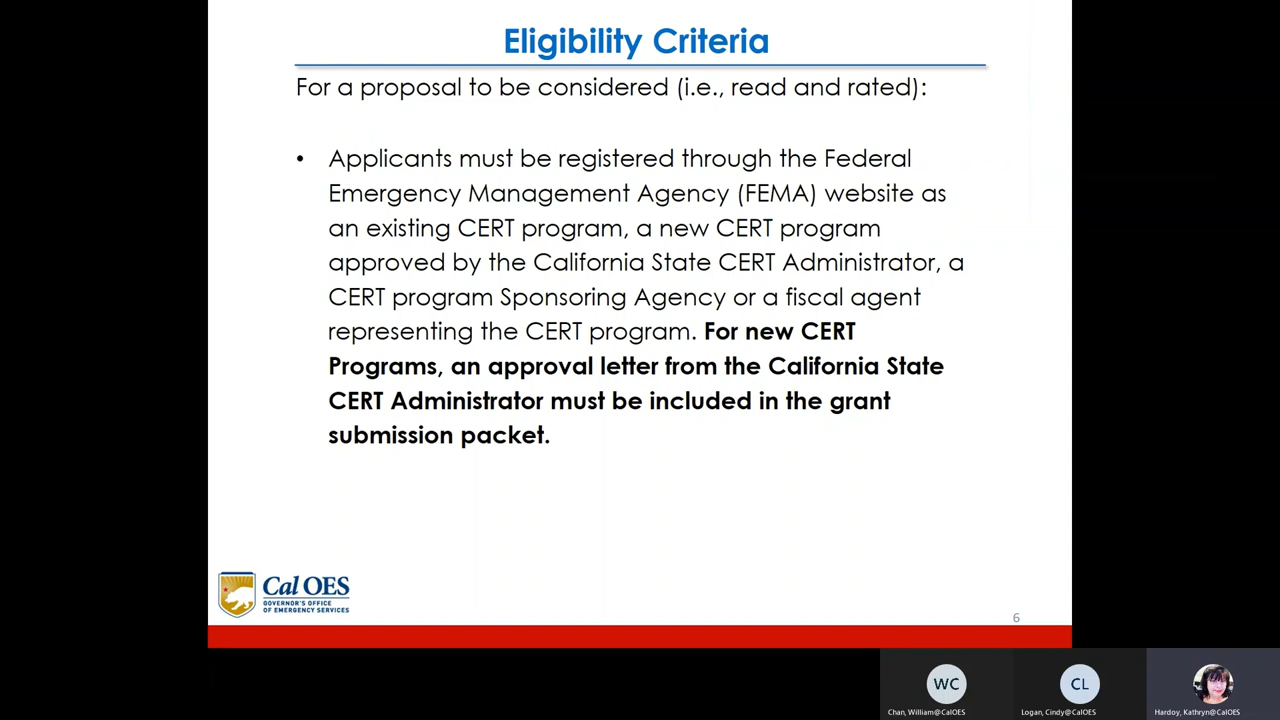 Eligibility Criteria
For a proposal to be considered (i.e., read and rated):
• Applicants must be registered through the Federal
Emergency Management Agency (FEMA) website as
an existing CERT program, a new CERT program
approved by the California State CERT Administrator, a
CERT program Sponsoring Agency or a fiscal agent
representing the CERT program. For new CERT
Programs, an approval letter from the California State
CERT Administrator must be included in the grant
submission packet.
Cal OES
GOVERNOR'S OFFICE
OF EMERGENCY SERVICES
6
WC
CL
Chan, William@CalOES
Logan, Cindy@CalOES
Hardoy, Kathryn@CalOES